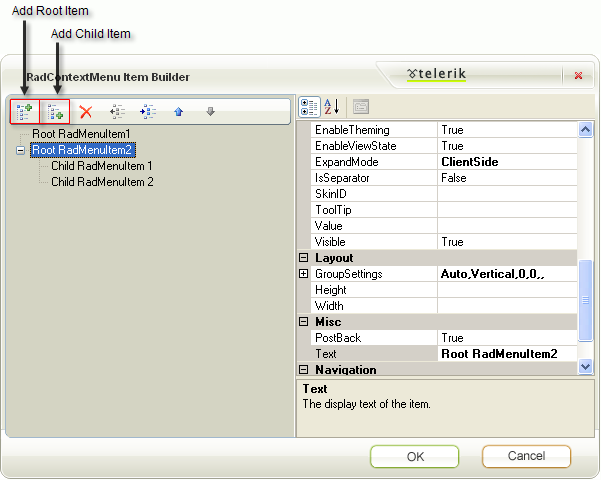 Add Root Item
Add Child Item
RadContextMenu Item Builder
telerik
Root RadMenuItem1
Root RadMenuItem2
Child RadMenuItem 1
Child RadMenuItem 2
EnableTheming True
EnableViewState True
ExpandMode ClientSide
IsSeparator False
SkinID
ToolTip
Value
Visible True
Layout
GroupSettings Auto,Vertical,0,0,,
Height
Width
Misc
PostBack True
Text Root RadMenuItem2
Navigation
Text
The display text of the item.
OK
Cancel